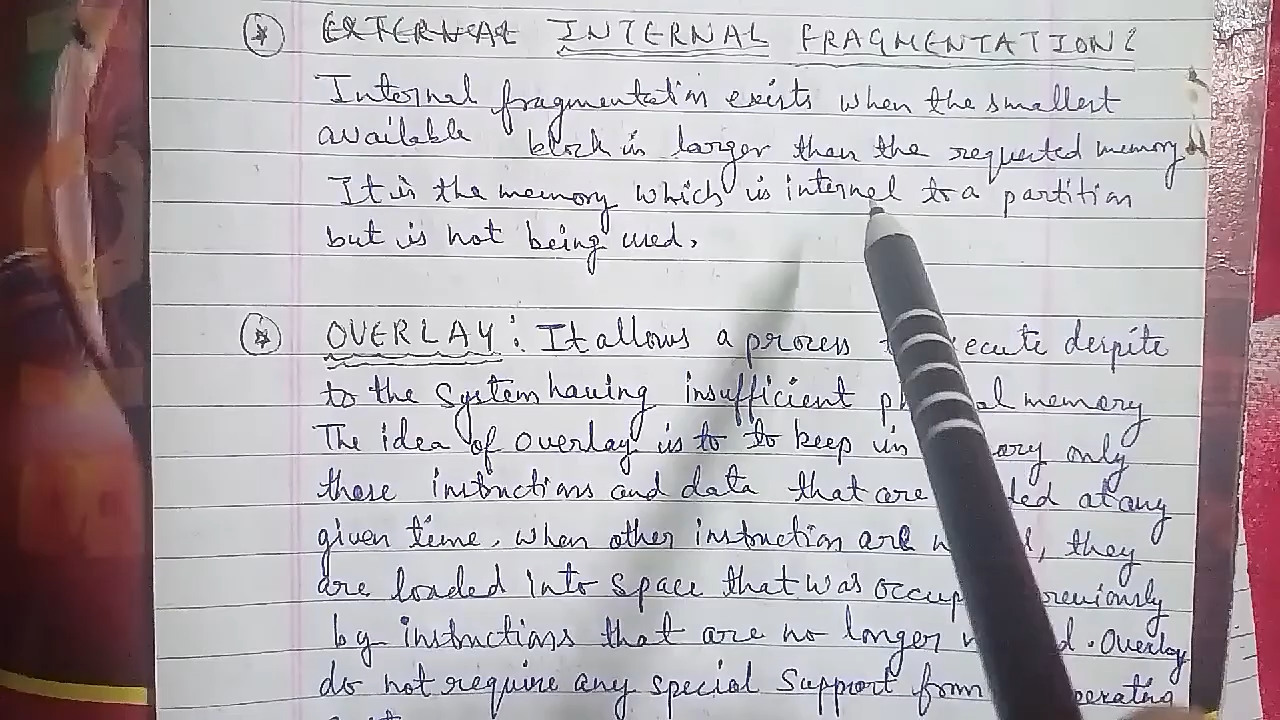 EXTERNAL INTERNAL FRAGMENTATION:
Internal fragmentation exists when the smallest
available block is larger than the requested memory
It is the memory which is internal to a partition
but is not being used.
OVERLAY: It allows a process ecute despite
to the system having insufficient memory
The idea of overlay is to to keep in only
those instructions and data that are at any
given time. when other instruction are they
are loaded into space that was
by instructions that are no longer Overlay
do not require any special support from